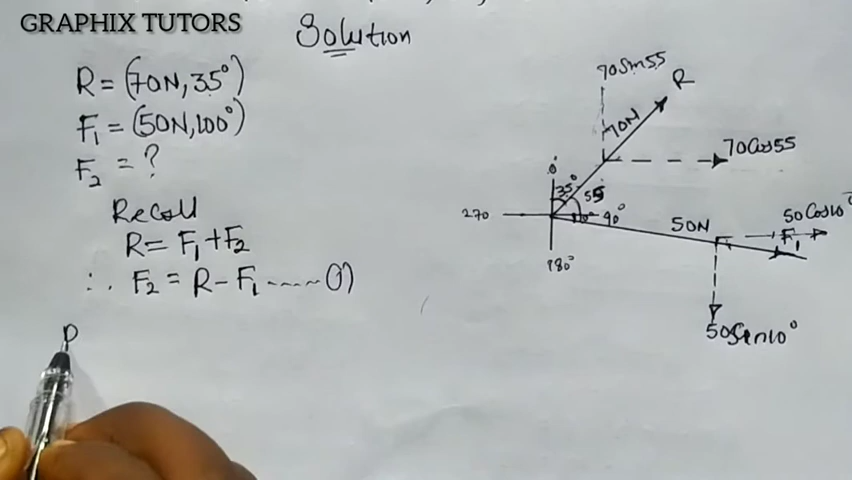 GRAPHIX TUTORS
Solution
R = (70N, 35°)
F₁ = (50N, 100°)
F₂ = ?
Recall
R = F₁ + F₂
∴ F₂ = R - F₁ ------ (1)
R
70Sin55
R
70N
70Cos55
0°
35°
55
270
90°
10°
180°
50N
50Cos10°
F₁
50Sin10°